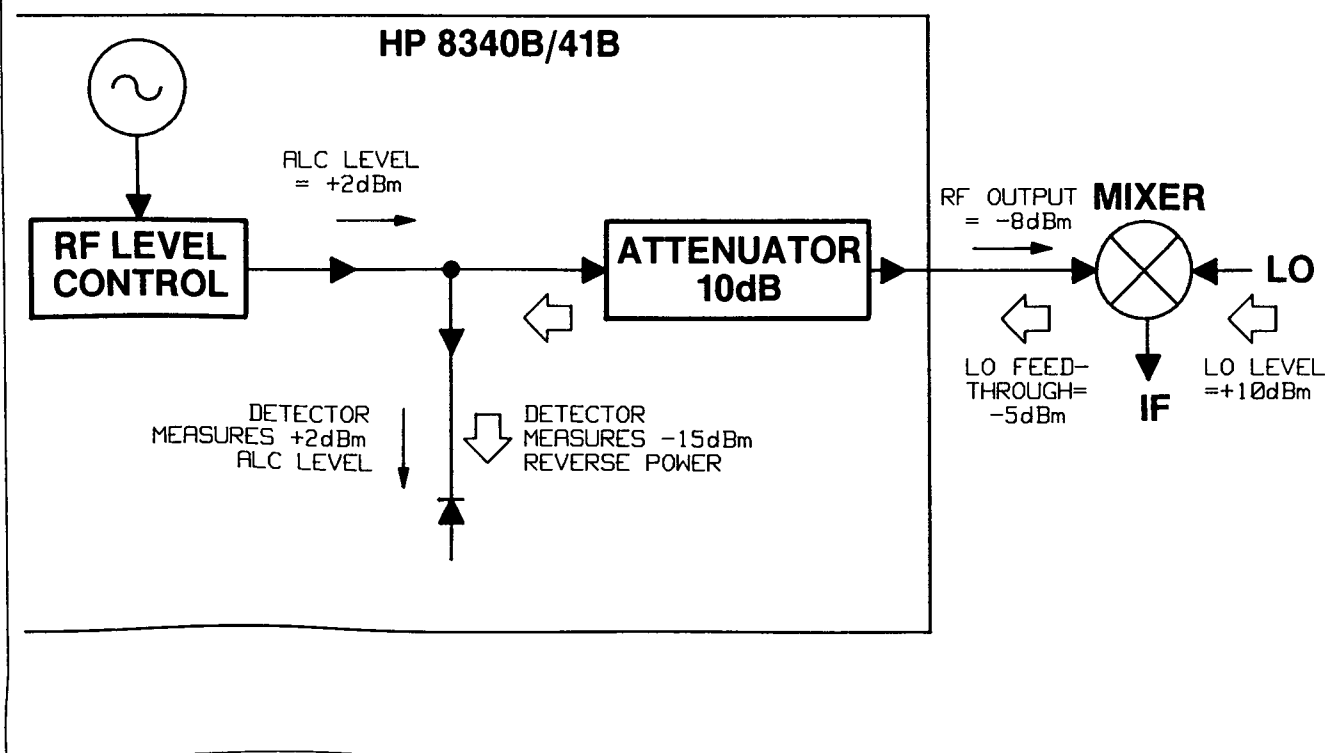 HP 8340B/41B
ALC LEVEL
= +2dBm
RF LEVEL
CONTROL
ATTENUATOR
10dB
RF OUTPUT
= -8dBm
MIXER
LO
LO FEED-
THROUGH=
-5dBm
LO LEVEL
=+10dBm
IF
DETECTOR
MEASURES +2dBm
ALC LEVEL
DETECTOR
MEASURES -15dBm
REVERSE POWER